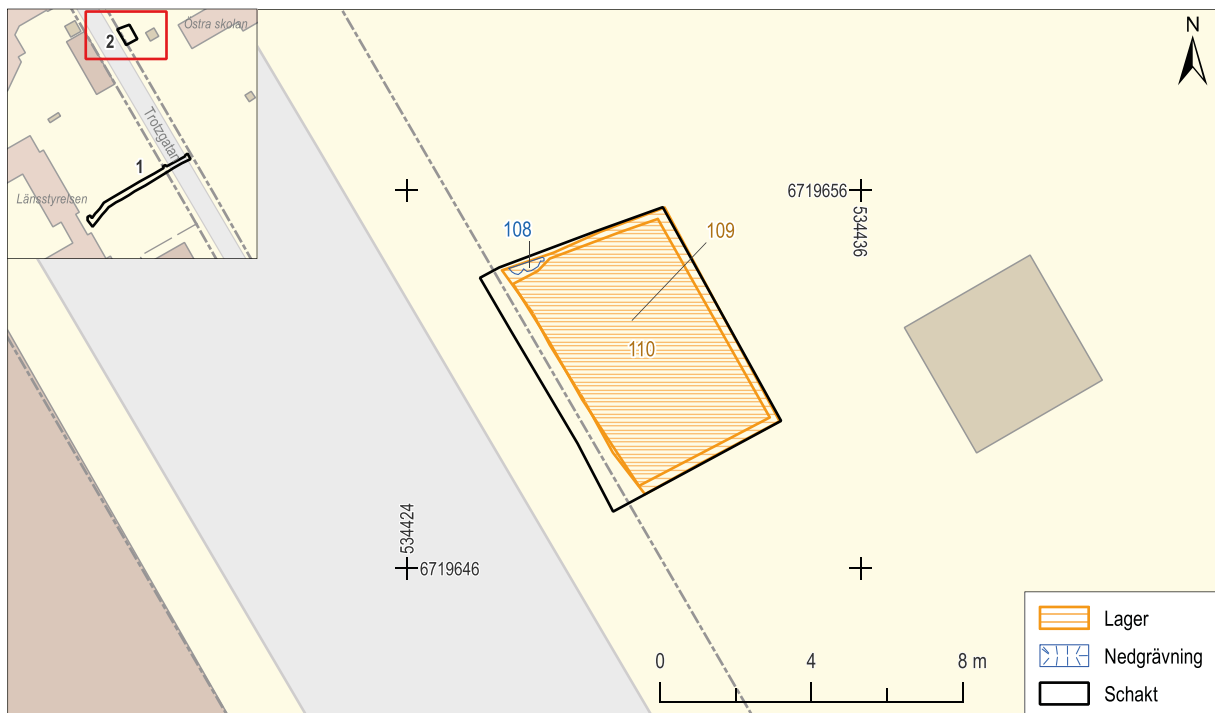 Östra skolan
2
Trotzgatan
1
Länsstyrelsen
N
6719656
534436
108
109
110
534424
6719646
0 4 8 m
Lager
Nedgrävning
Schakt